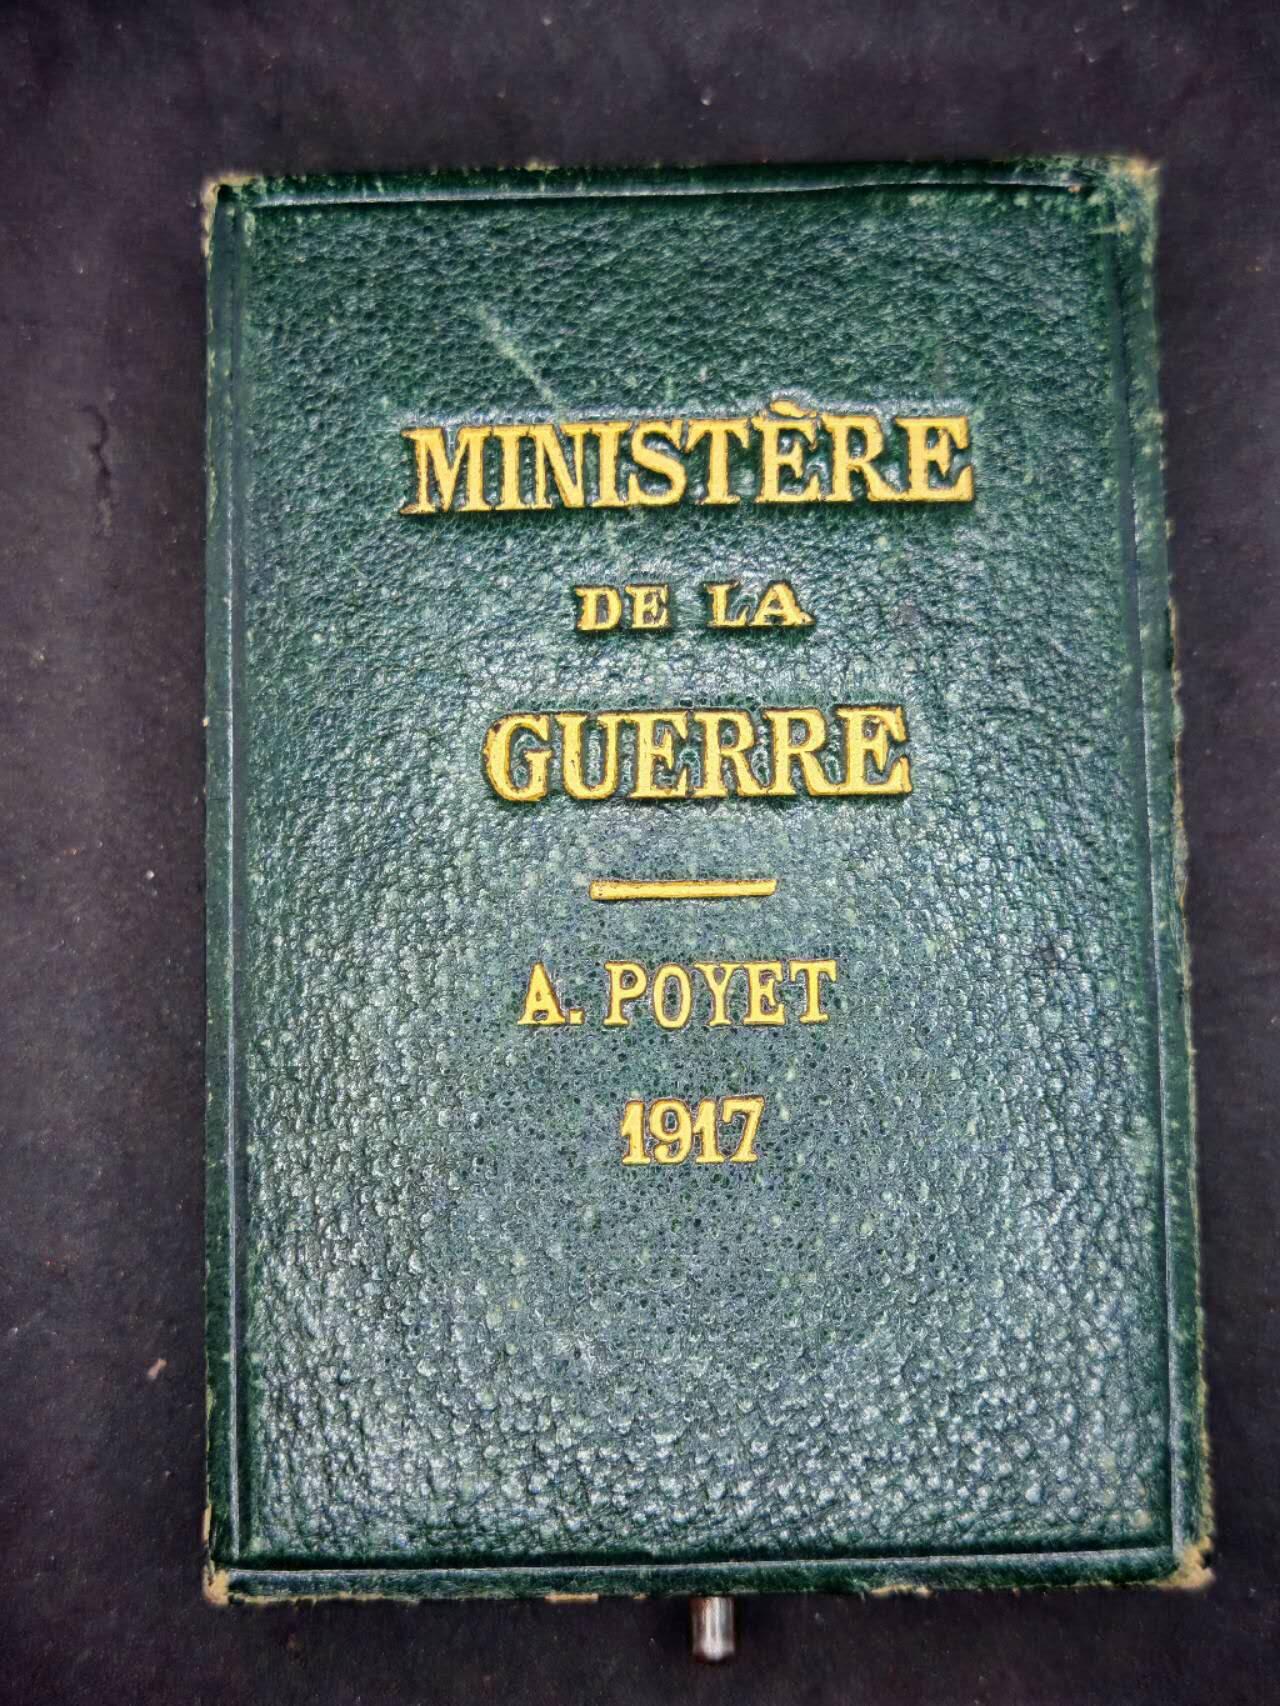 MINISTÈRE
DE LA
GUERRE
A. POYET
1917